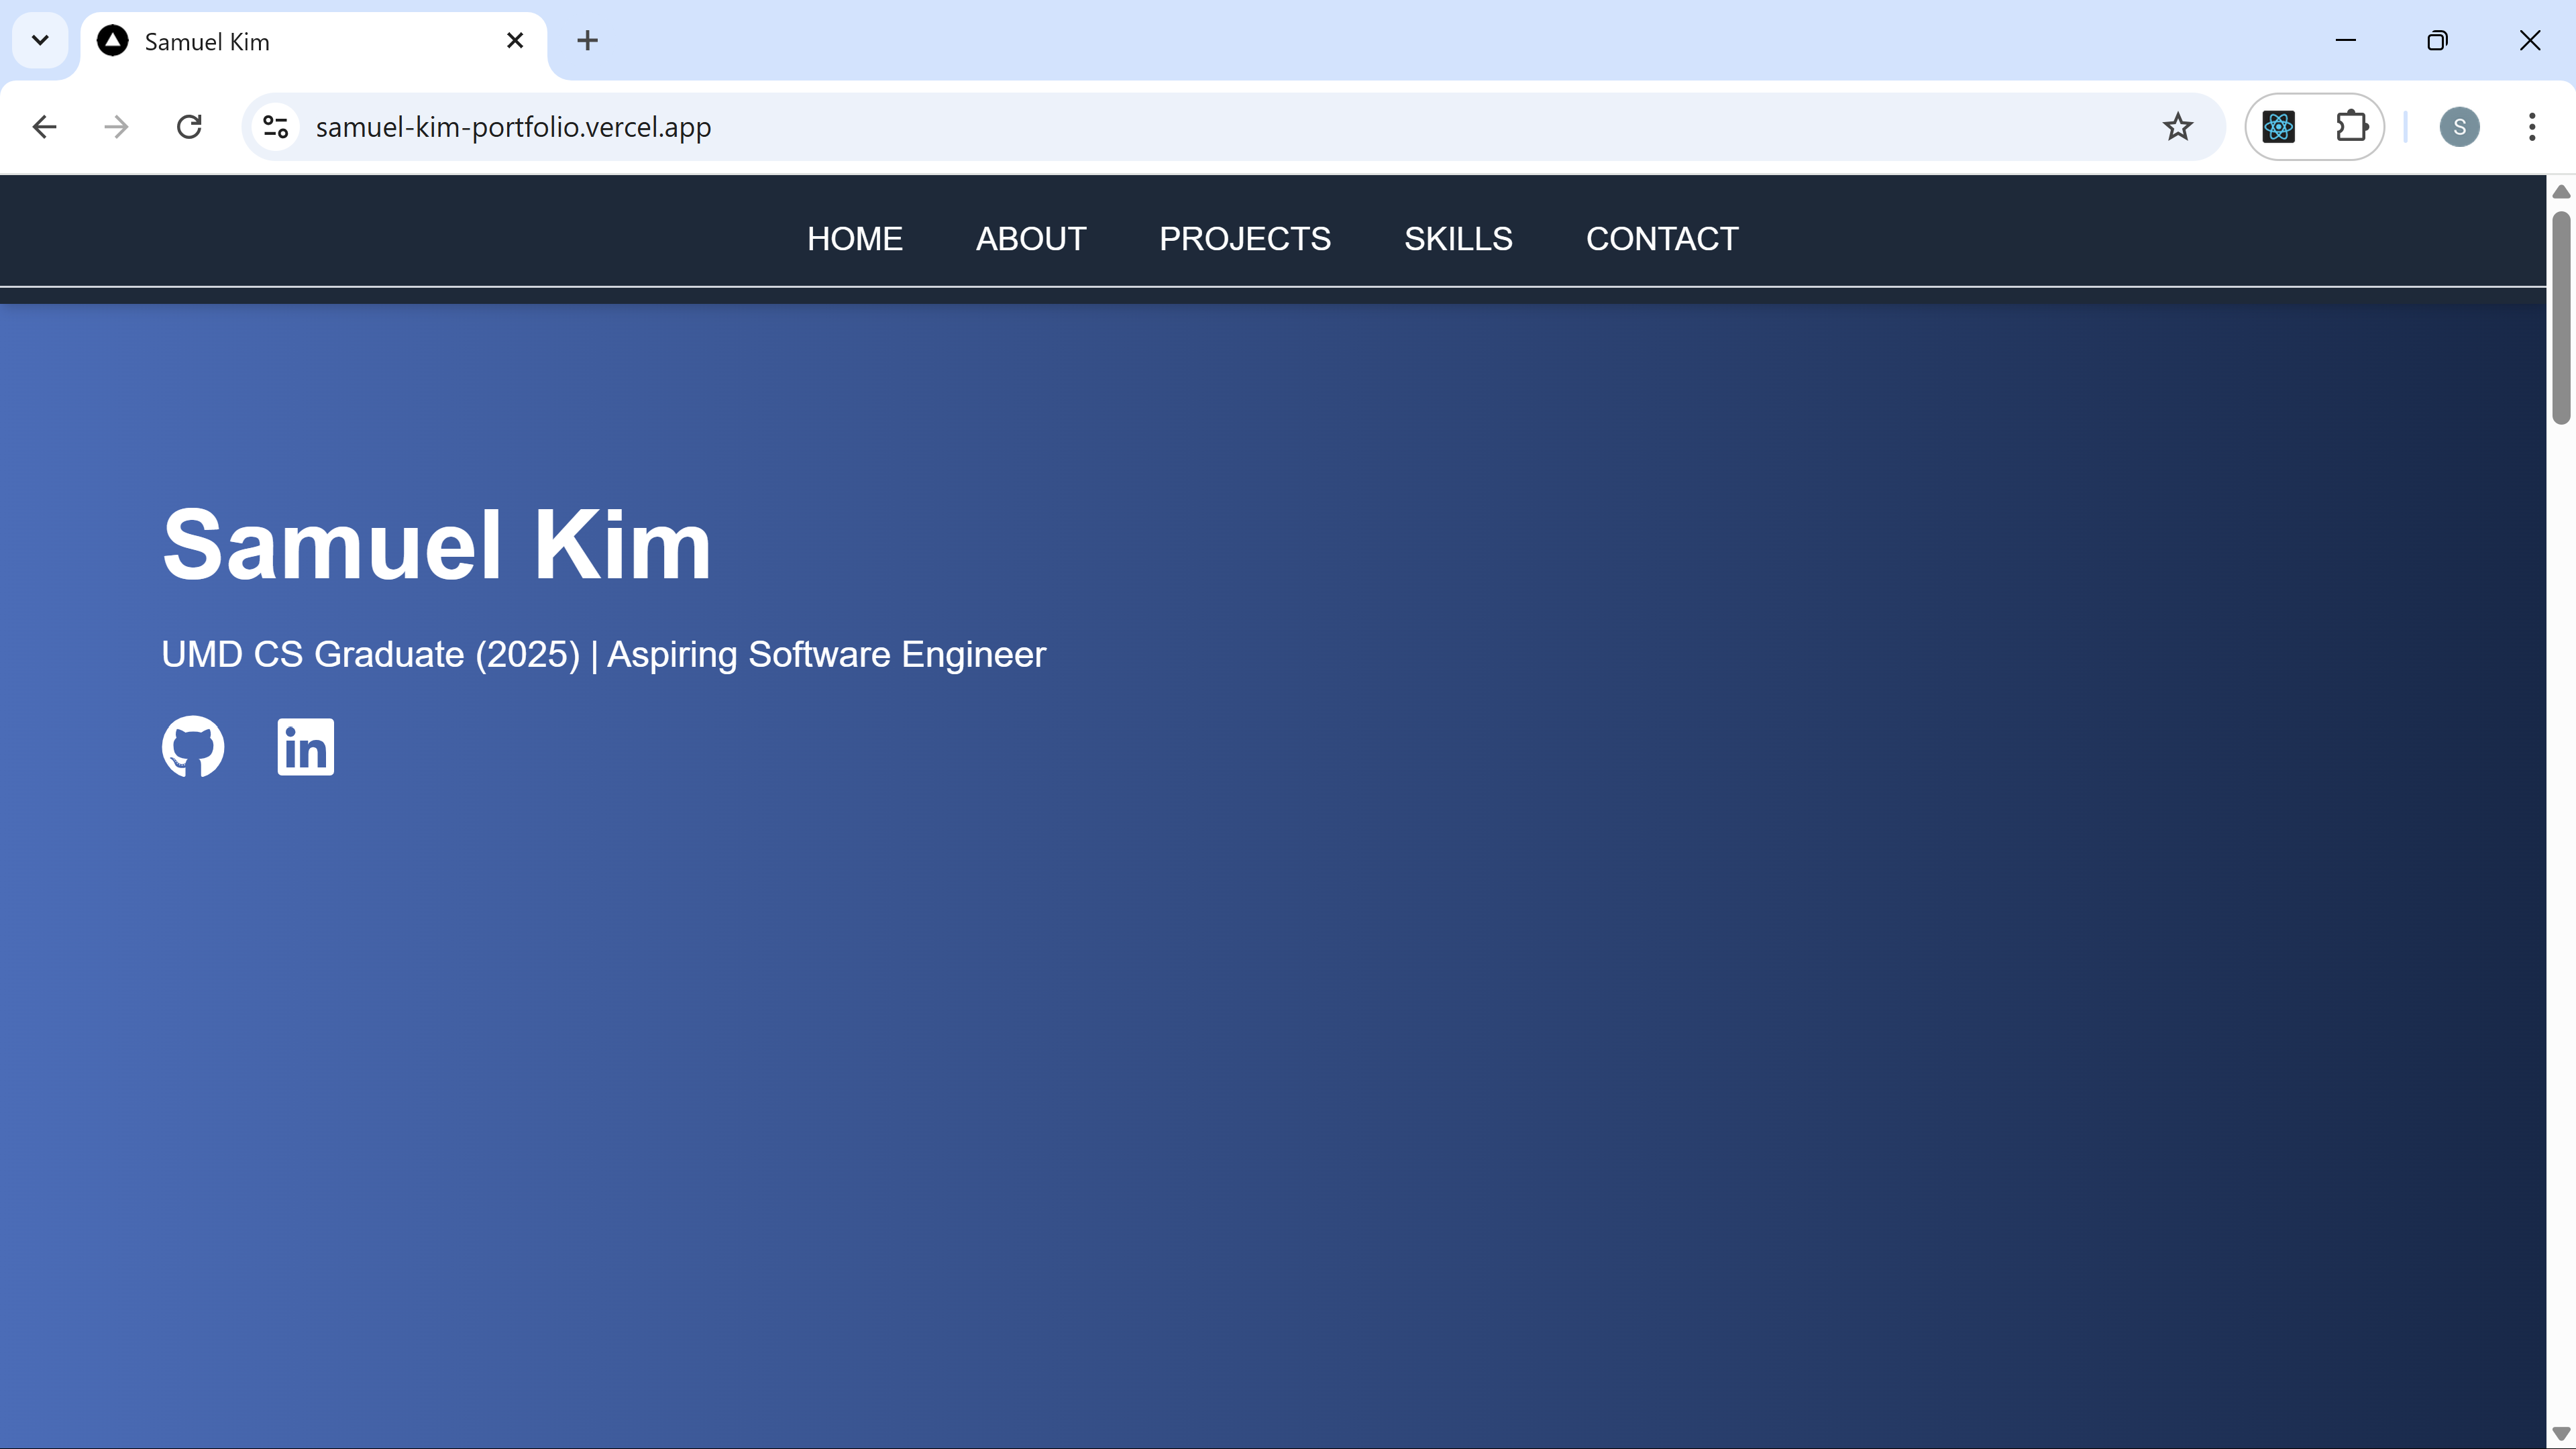 Samuel Kim
samuel-kim-portfolio.vercel.app
S
HOME ABOUT PROJECTS SKILLS CONTACT
Samuel Kim
UMD CS Graduate (2025) | Aspiring Software Engineer
in